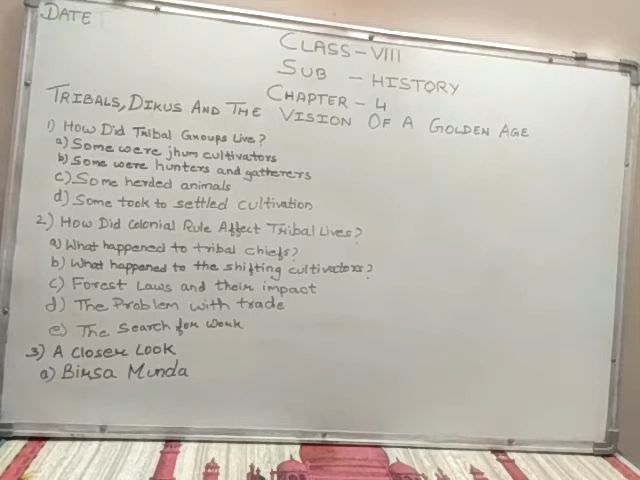 DATE
CLASS-VIII
SUB - HISTORY
CHAPTER - 4
TRIBALS, DIKUS AND THE VISION OF A GOLDEN AGE
1) How Did Tribal Groups Live?
a) Some were jhum cultivators
b) Some were hunters and gatherers
c) Some herded animals
d) Some took to settled cultivation
2) How Did Colonial Rule Affect Tribal Lives?
a) What happened to tribal chiefs?
b) What happened to the shifting cultivators?
c) Forest Laws and their impact
d) The Problem with trade
e) The Search for Work
3) A Closer Look
a) Birsa Munda